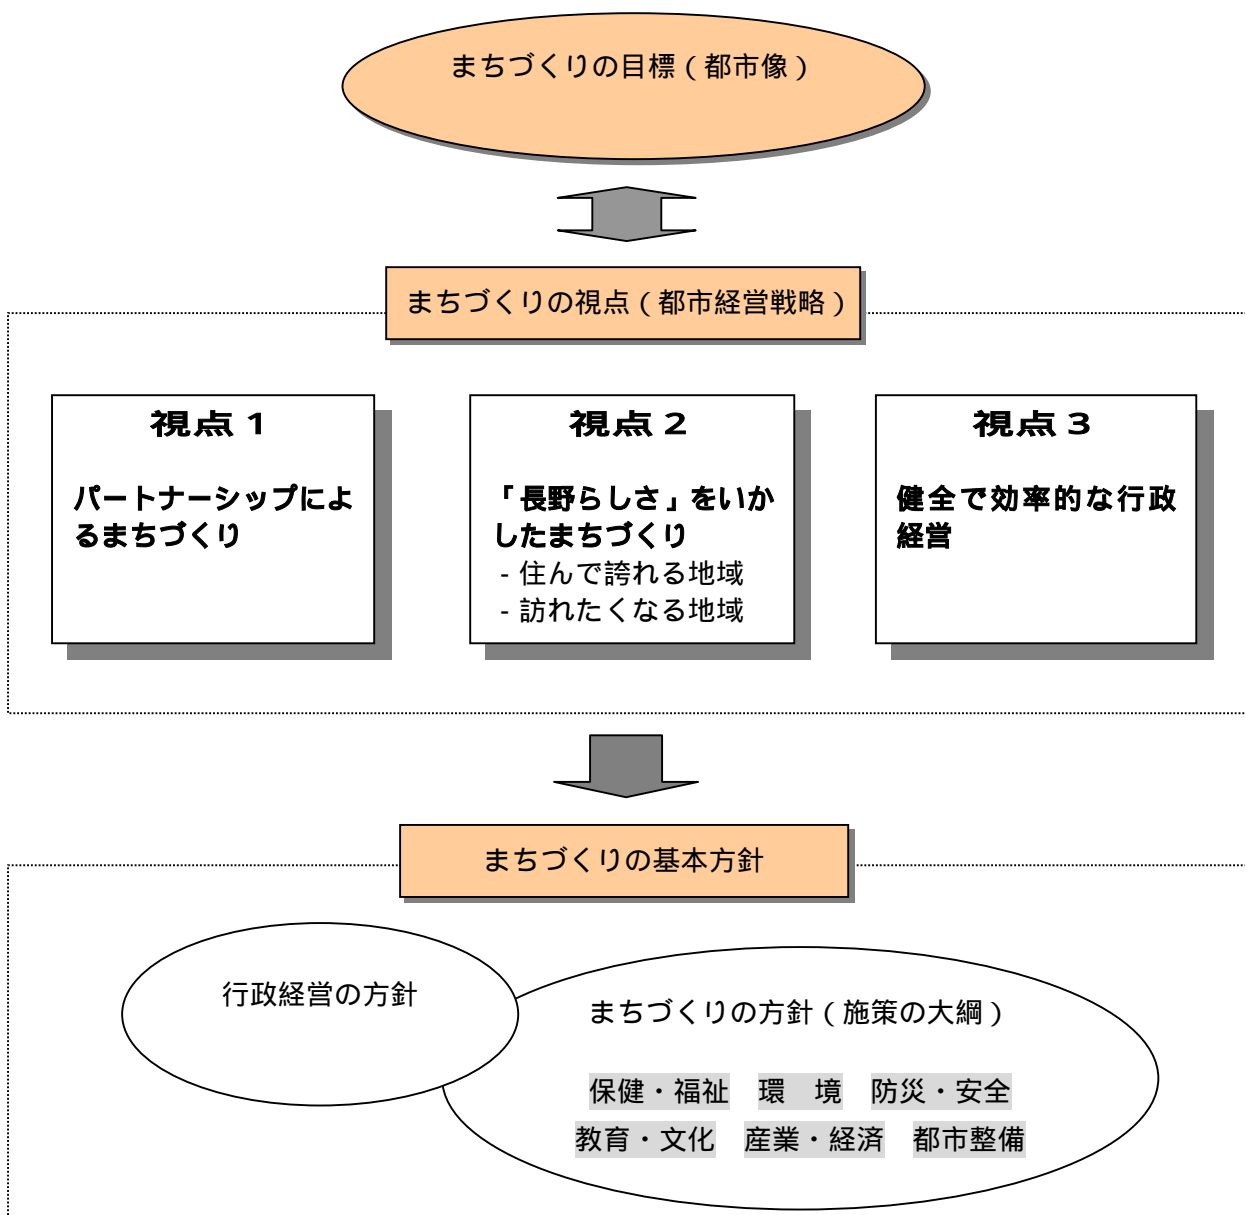 まちづくりの目標（都市像）
まちづくりの視点（都市経営戦略）
視点１
パートナーシップによ
るまちづくり
視点２
「長野らしさ」をいか
したまちづくり
- 住んで誇れる地域
- 訪れたくなる地域
視点３
健全で効率的な行政
経営
まちづくりの基本方針
行政経営の方針
まちづくりの方針（施策の大綱）
保健・福祉　環　境　防災・安全
教育・文化　産業・経済　都市整備